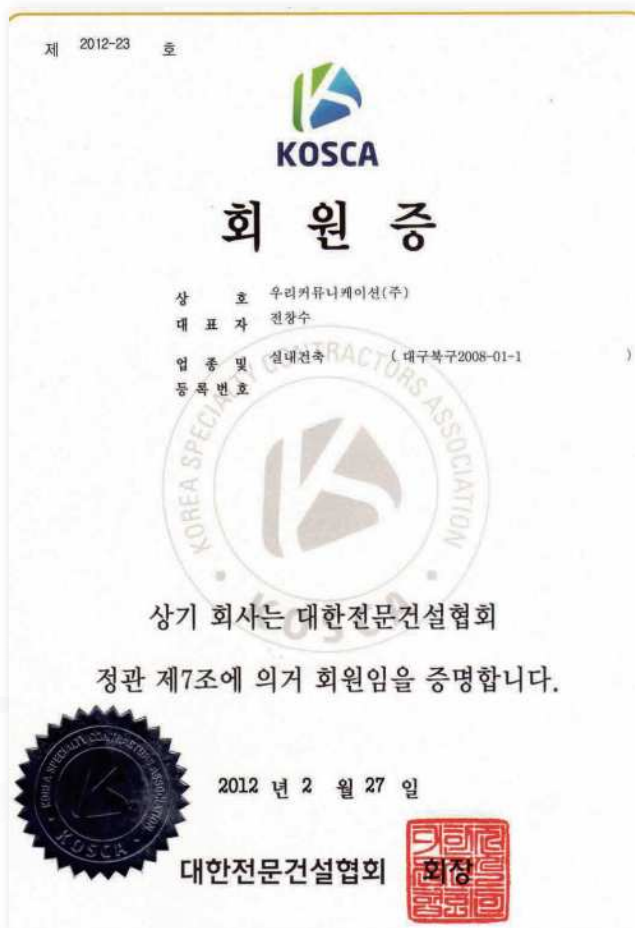 제 2012-23 호
KOSCA
회 원 증
상 호 우리커뮤니케이션(주)
대 표 자 전창수
업 종 및 실내건축 ( 대구북구2008-01-1 )
등 록 번 호
KOREA SPECIALTY CONTRACTORS ASSOCIATION
KOSCA
상기 회사는 대한전문건설협회
정관 제7조에 의거 회원임을 증명합니다.
2012 년 2 월 27 일
KOREA SPECIALTY CONTRACTORS ASSOCIATION
KOSCA
대한전문건설협회 회장